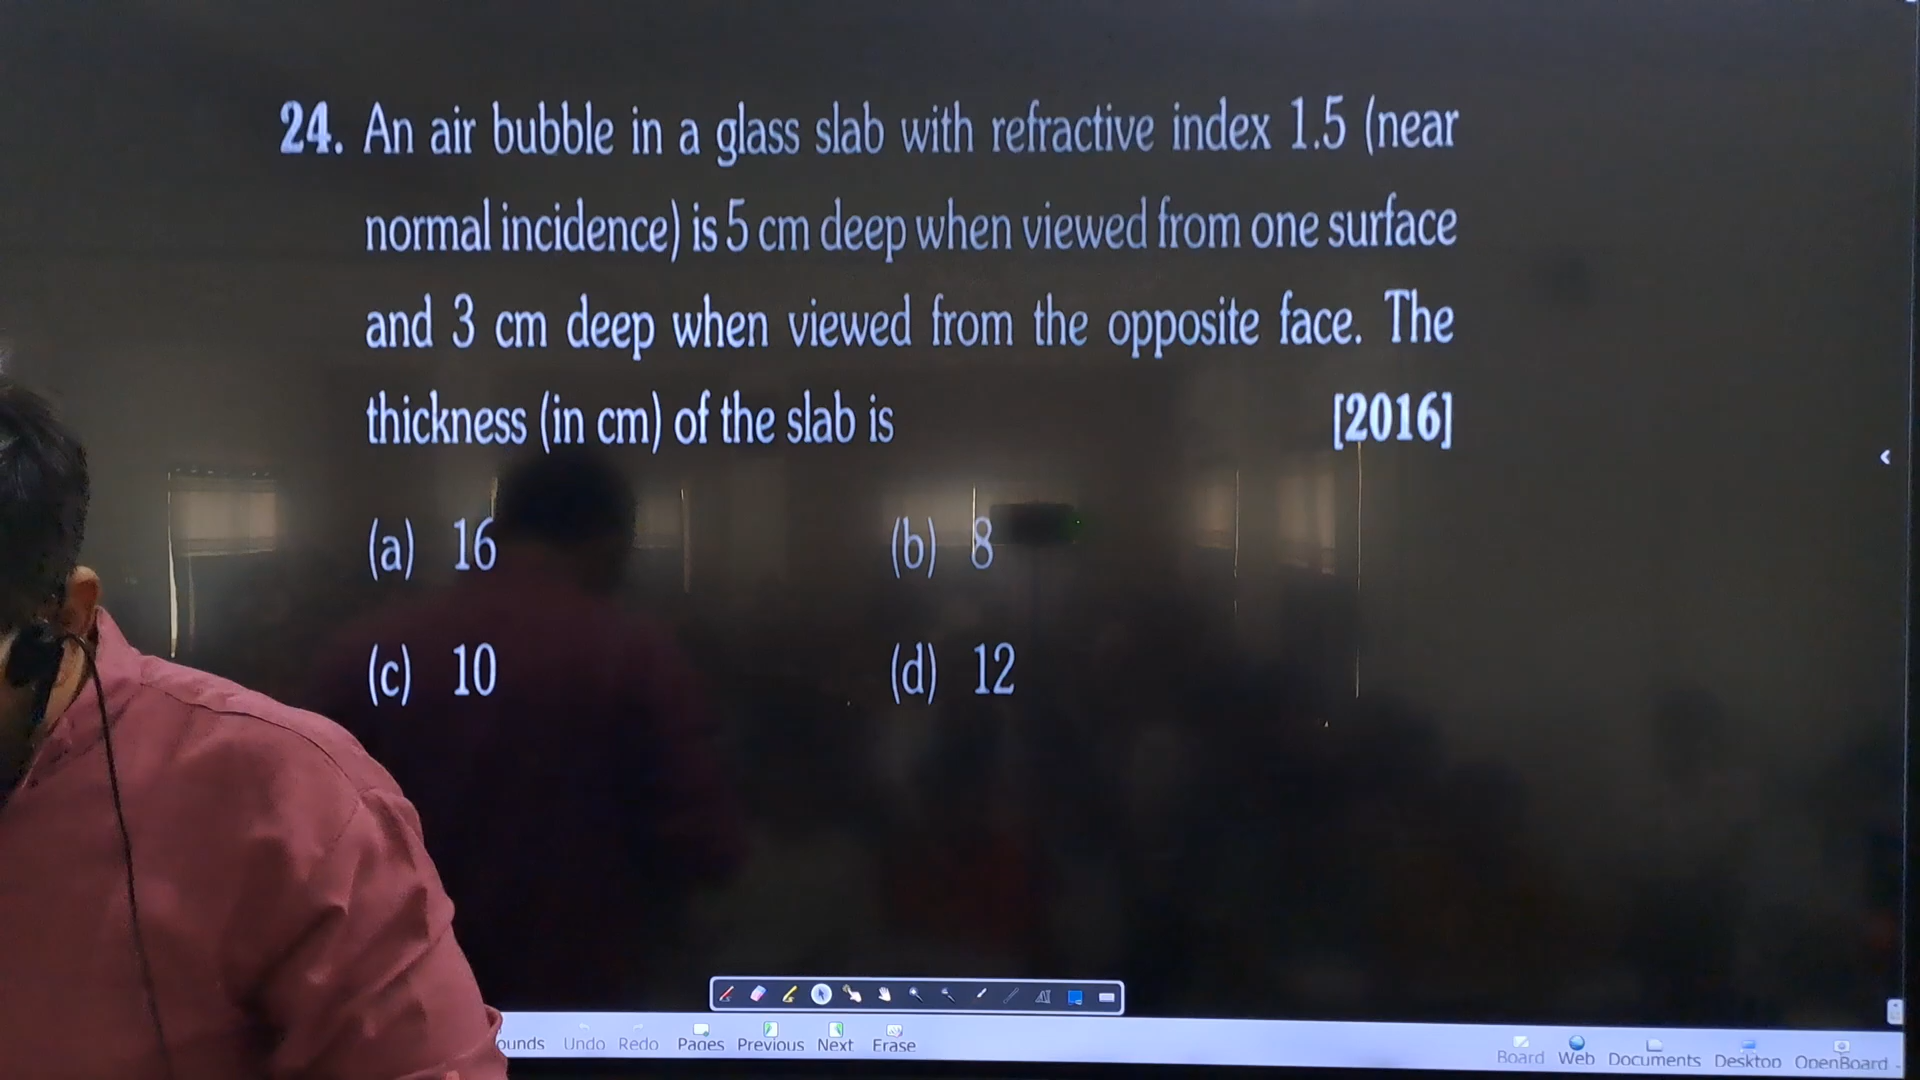 24. An air bubble in a glass slab with refractive index 1.5 (near
normal incidence) is 5 cm deep when viewed from one surface
and 3 cm deep when viewed from the opposite face. The
thickness (in cm) of the slab is [2016]
(a) 16 (b) 8
(c) 10 (d) 12
ounds Undo Redo Pages Previous Next Erase Board Web Documents Desktop OpenBoard